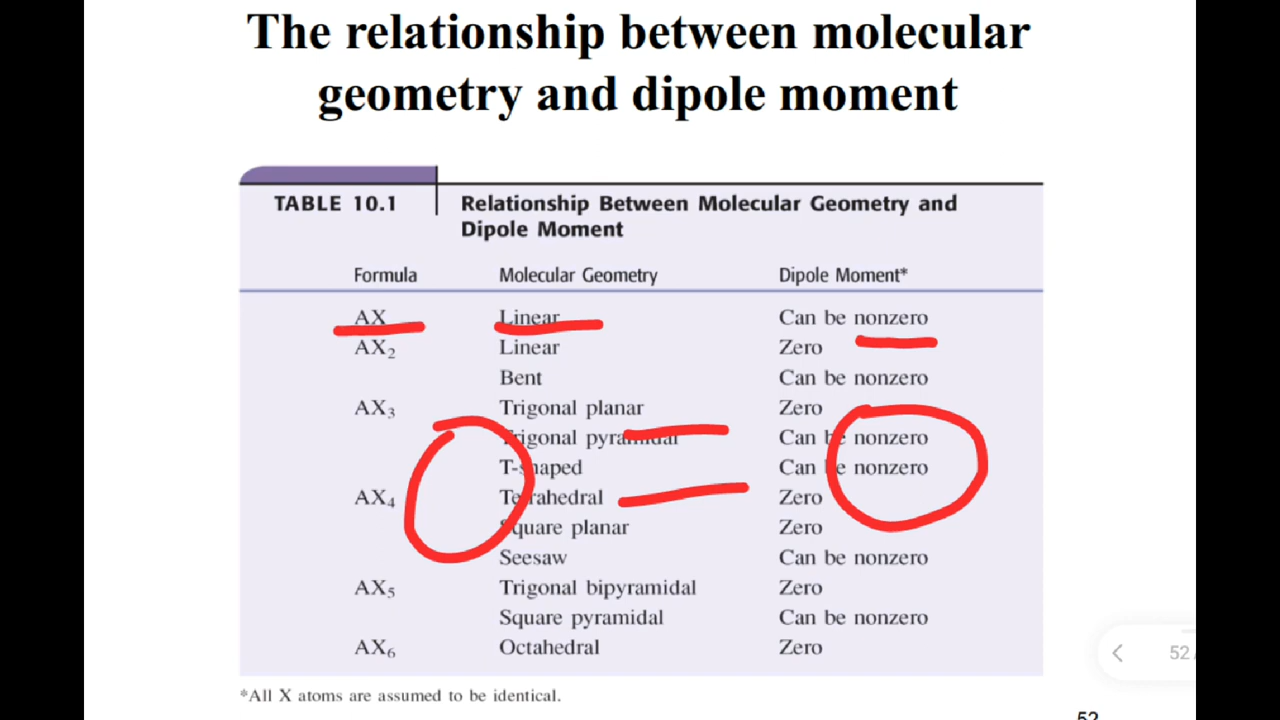 The relationship between molecular
geometry and dipole moment
TABLE 10.1 Relationship Between Molecular Geometry and
Dipole Moment
Formula Molecular Geometry Dipole Moment*
AX Linear Can be nonzero
AX₂ Linear Zero
Bent Can be nonzero
AX₃ Trigonal planar Zero
Trigonal pyramidal Can be nonzero
T-shaped Can be nonzero
AX₄ Tetrahedral Zero
Square planar Zero
Seesaw Can be nonzero
AX₅ Trigonal bipyramidal Zero
Square pyramidal Can be nonzero
AX₆ Octahedral Zero
*All X atoms are assumed to be identical.
52
52